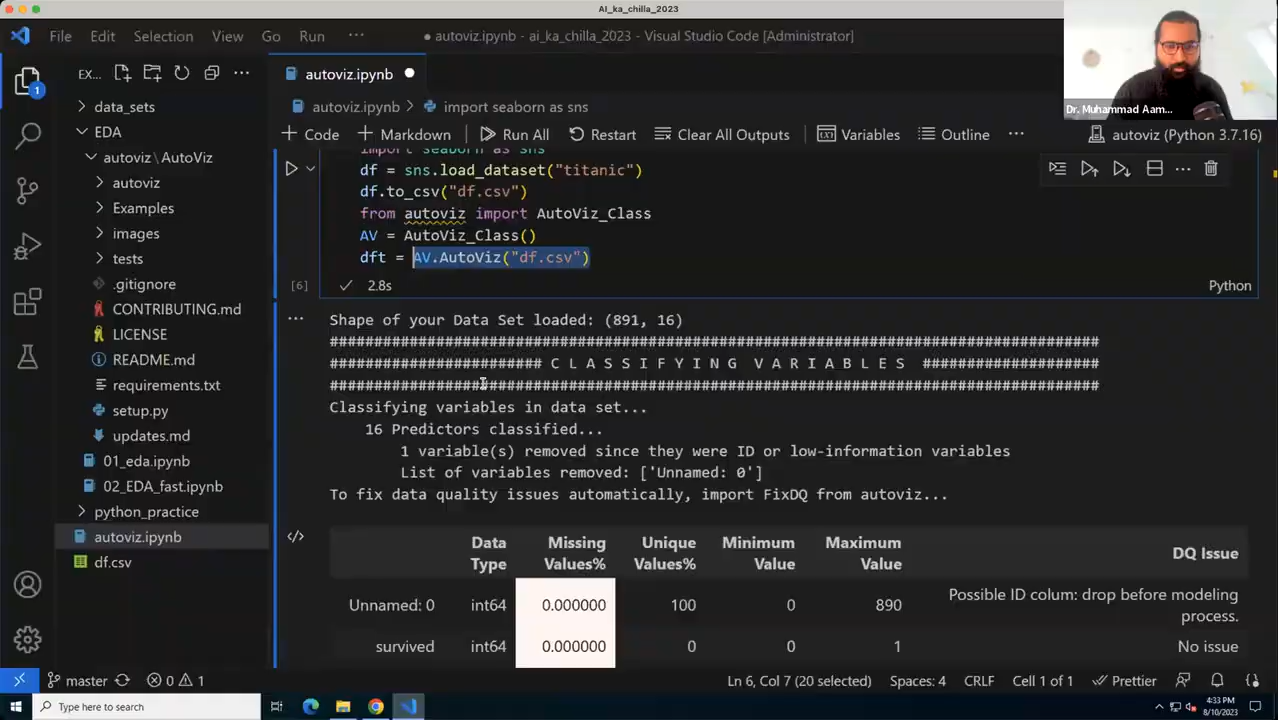 AI_ka_chilla_2023
File Edit Selection View Go Run ... autoviz.ipynb - ai_ka_chilla_2023 - Visual Studio Code [Administrator]
Dr. Muhammad Aam...
EX... ...
autoviz.ipynb
data_sets
EDA
autoviz\AutoViz
autoviz
Examples
images
tests
.gitignore
CONTRIBUTING.md
LICENSE
README.md
requirements.txt
setup.py
updates.md
01_eda.ipynb
02_EDA_fast.ipynb
python_practice
autoviz.ipynb
df.csv
1
autoviz.ipynb > import seaborn as sns
+ Code + Markdown Run All Restart Clear All Outputs Variables Outline ... autoviz (Python 3.7.16)
import seaborn as sns
df = sns.load_dataset("titanic")
df.to_csv("df.csv")
from autoviz import AutoViz_Class
AV = AutoViz_Class()
dft = AV.AutoViz("df.csv")
[6] 2.8s Python
Shape of your Data Set loaded: (891, 16)
#######################################################################################
######################## C L A S S I F Y I N G  V A R I A B L E S  ####################
#######################################################################################
Classifying variables in data set...
16 Predictors classified...
1 variable(s) removed since they were ID or low-information variables
List of variables removed: ['Unnamed: 0']
To fix data quality issues automatically, import FixDQ from autoviz...
Data Type Missing Values% Unique Values% Minimum Value Maximum Value DQ Issue
Unnamed: 0 int64 0.000000 100 0 890 Possible ID colum: drop before modeling process.
survived int64 0.000000 0 0 1 No issue
master 0 1 Ln 6, Col 7 (20 selected) Spaces: 4 CRLF Cell 1 of 1 Prettier
Type here to search
4:33 PM
8/10/2023